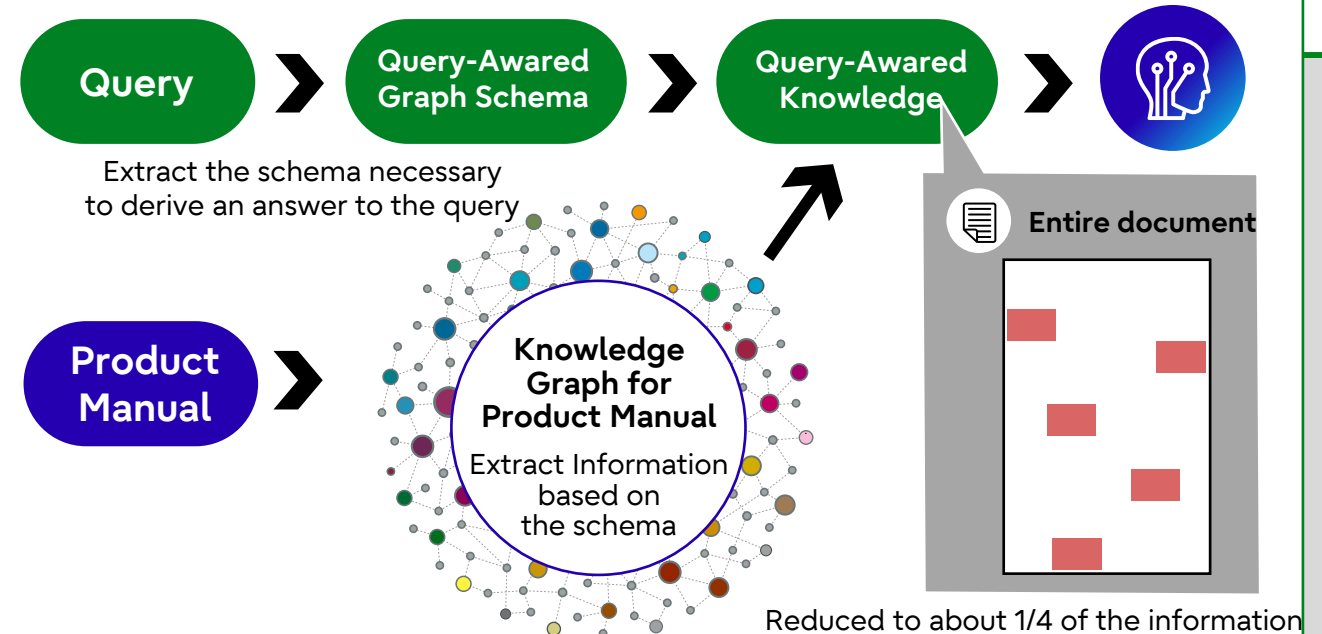 Query
Query-Awared
Graph Schema
Query-Awared
Knowledge
Extract the schema necessary
to derive an answer to the query
Entire document
Product
Manual
Knowledge
Graph for
Product Manual
Extract Information
based on
the schema
Reduced to about 1/4 of the information